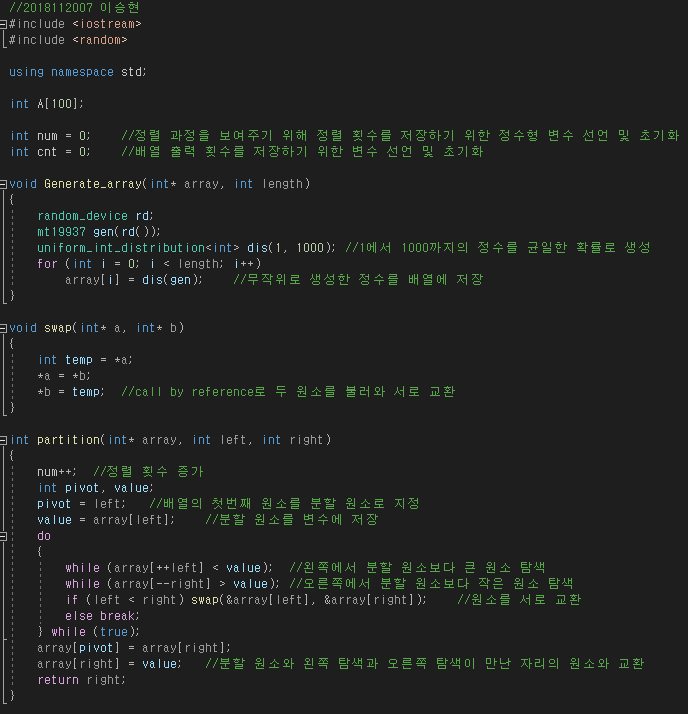 //2018112007 이승현
#include <iostream>
#include <random>
using namespace std;
int A[100];
int num = 0; //정렬 과정을 보여주기 위해 정렬 횟수를 저장하기 위한 정수형 변수 선언 및 초기화
int cnt = 0; //배열 출력 횟수를 저장하기 위한 변수 선언 및 초기화
void Generate_array(int* array, int length)
{
random_device rd;
mt19937 gen(rd());
uniform_int_distribution<int> dis(1, 1000); //1에서 1000까지의 정수를 균일한 확률로 생성
for (int i = 0; i < length; i++)
array[i] = dis(gen); //무작위로 생성한 정수를 배열에 저장
}
void swap(int* a, int* b)
{
int temp = *a;
*a = *b;
*b = temp; //call by reference로 두 원소를 불러와 서로 교환
}
int partition(int* array, int left, int right)
{
num++; //정렬 횟수 증가
int pivot, value;
pivot = left; //배열의 첫번째 원소를 분할 원소로 지정
value = array[left]; //분할 원소를 변수에 저장
do
{
while (array[++left] < value); //왼쪽에서 분할 원소보다 큰 원소 탐색
while (array[--right] > value); //오른쪽에서 분할 원소보다 작은 원소 탐색
if (left < right) swap(&array[left], &array[right]); //원소를 서로 교환
else break;
} while (true);
array[pivot] = array[right];
array[right] = value; //분할 원소와 왼쪽 탐색과 오른쪽 탐색이 만난 자리의 원소와 교환
return right;
}